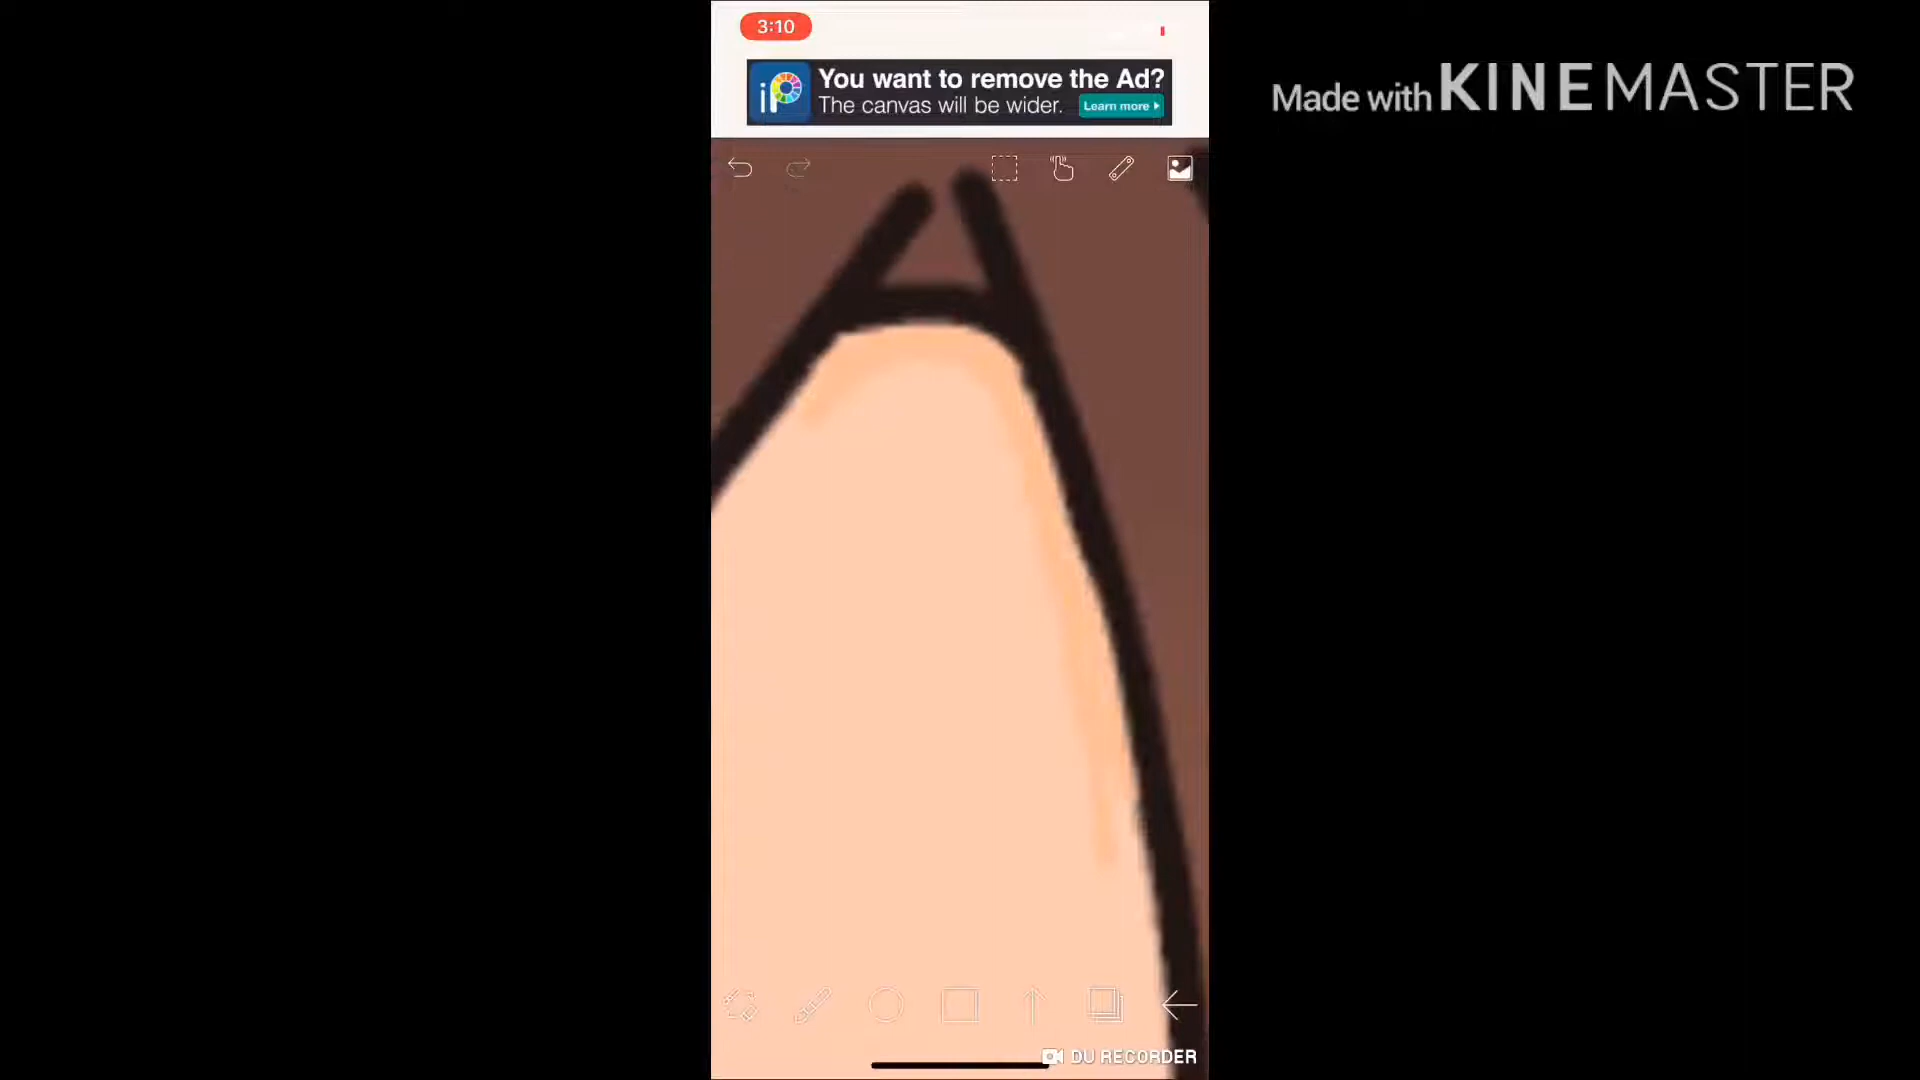 3:10
iP
You want to remove the Ad?
The canvas will be wider.
Learn more
Made with KINEMASTER
DU RECORDER